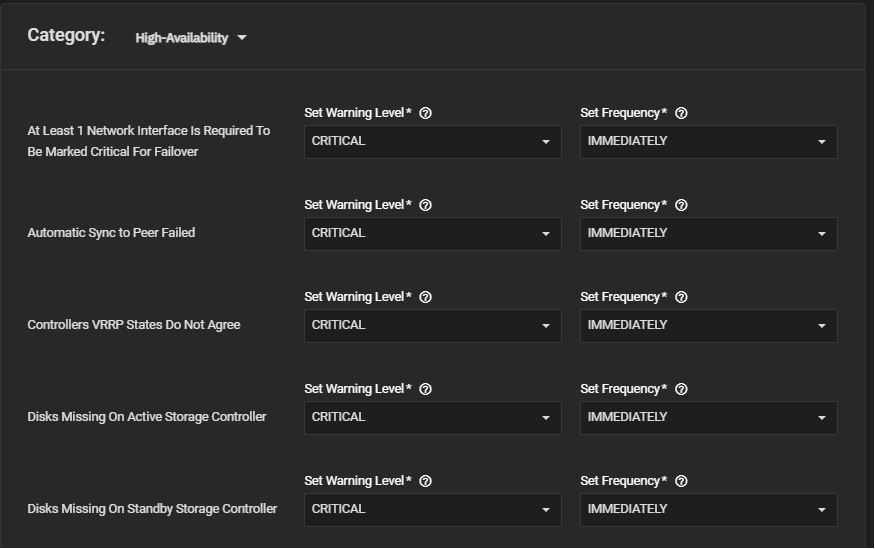 Category: High-Availability
Set Warning Level* Set Frequency*
At Least 1 Network Interface Is Required To
Be Marked Critical For Failover
CRITICAL IMMEDIATELY
Set Warning Level* Set Frequency*
Automatic Sync to Peer Failed CRITICAL IMMEDIATELY
Set Warning Level* Set Frequency*
Controllers VRRP States Do Not Agree CRITICAL IMMEDIATELY
Set Warning Level* Set Frequency*
Disks Missing On Active Storage Controller CRITICAL IMMEDIATELY
Set Warning Level* Set Frequency*
Disks Missing On Standby Storage Controller CRITICAL IMMEDIATELY